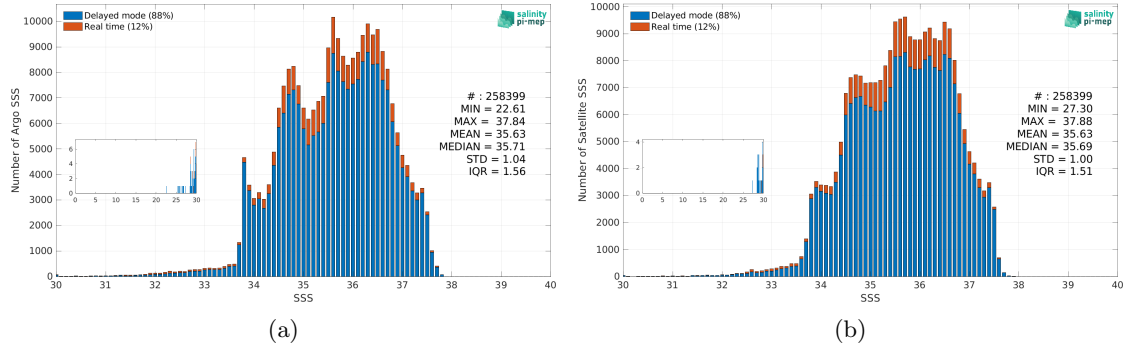 Delayed mode (88%)
Real time (12%)
salinity
pi-mep
10000
9000
8000
7000
6000
5000
4000
3000
2000
1000
0
Number of Argo SSS
# : 258399
MIN = 22.61
MAX = 37.84
MEAN = 35.63
MEDIAN = 35.71
STD = 1.04
IQR = 1.56
6
4
2
0
0 5 10 15 20 25 30
30 31 32 33 34 35 36 37 38 39 40
SSS
(a)
Delayed mode (88%)
Real time (12%)
salinity
pi-mep
10000
9000
8000
7000
6000
5000
4000
3000
2000
1000
0
Number of Satellite SSS
# : 258399
MIN = 27.30
MAX = 37.88
MEAN = 35.63
MEDIAN = 35.69
STD = 1.00
IQR = 1.51
4
2
0
0 5 10 15 20 25 30
30 31 32 33 34 35 36 37 38 39 40
SSS
(b)